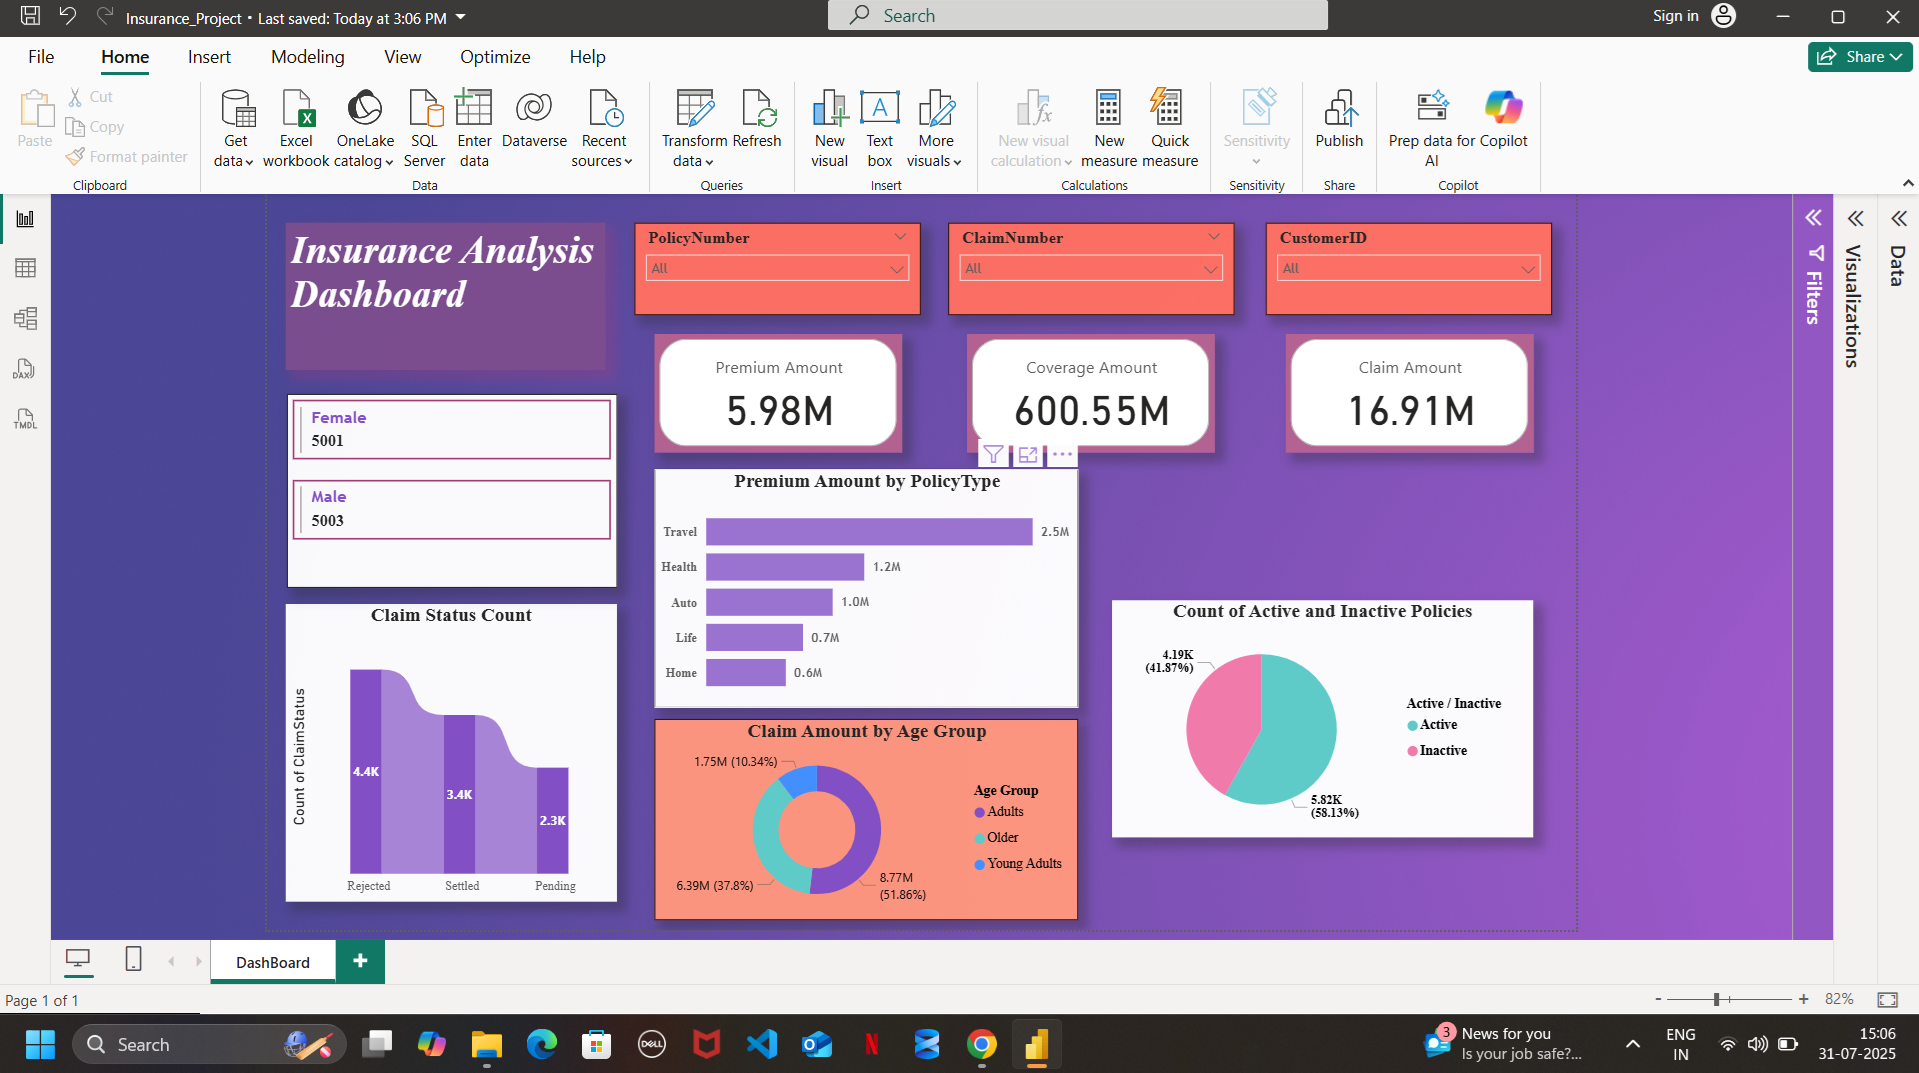 Insurance_Project • Last saved: Today at 3:06 PM
Search
Sign in
File
Home
Insert
Modeling
View
Optimize
Help
Share
Paste
Cut
Copy
Format painter
Clipboard
Get data
Excel workbook
OneLake catalog
SQL Server
Enter data
Dataverse
Recent sources
Data
Transform data
Refresh
Queries
New visual
Text box
More visuals
Insert
New visual calculation
New measure
Quick measure
Calculations
Sensitivity
Sensitivity
Publish
Share
Prep data for AI
Copilot
Copilot
DAX
TMDL
Insurance Analysis
Dashboard
PolicyNumber
All
ClaimNumber
All
CustomerID
All
Premium Amount
5.98M
Coverage Amount
600.55M
Claim Amount
16.91M
Female
5001
Male
5003
Premium Amount by PolicyType
Travel 2.5M
Health 1.2M
Auto 1.0M
Life 0.7M
Home 0.6M
Claim Status Count
Count of ClaimStatus
4.4K
3.4K
2.3K
Rejected Settled Pending
Claim Amount by Age Group
1.75M (10.34%)
6.39M (37.8%)
8.77M
(51.86%)
Age Group
Adults
Older
Young Adults
Count of Active and Inactive Policies
4.19K
(41.87%)
5.82K
(58.13%)
Active / Inactive
Active
Inactive
Filters
Visualizations
Data
DashBoard
Page 1 of 1
- + 82%
Search
DELL
N
3
News for you
Is your job safe?...
ENG
IN
15:06
31-07-2025